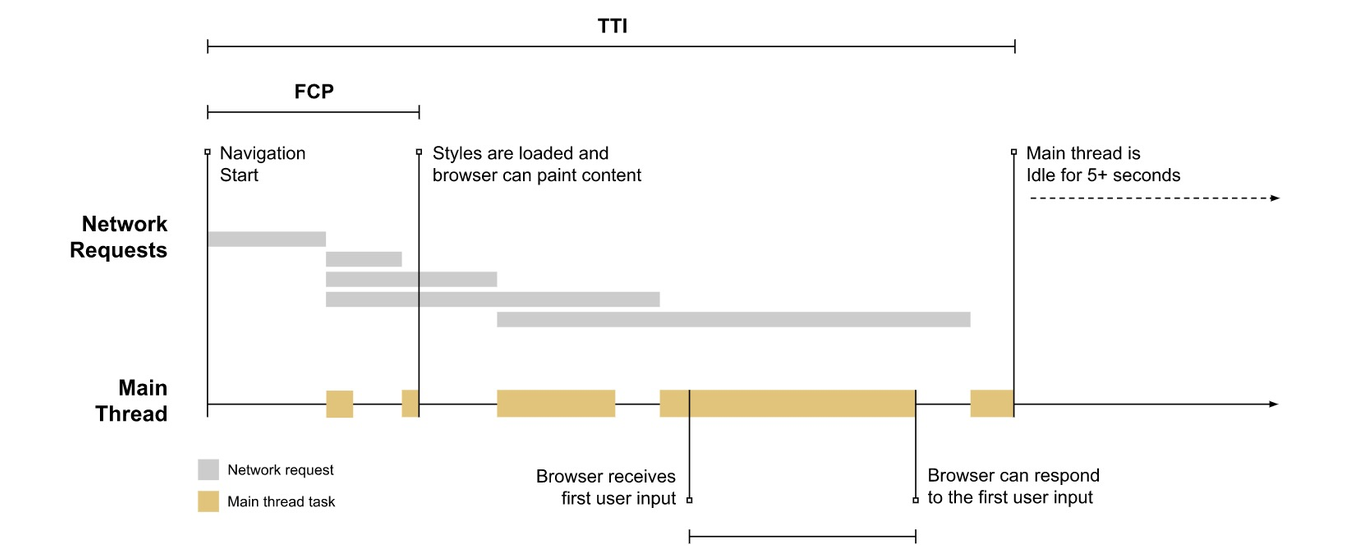 TTI
FCP
Navigation
Start
Styles are loaded and
browser can paint content
Main thread is
Idle for 5+ seconds
Network
Requests
Main
Thread
Network request
Main thread task
Browser receives
first user input
Browser can respond
to the first user input